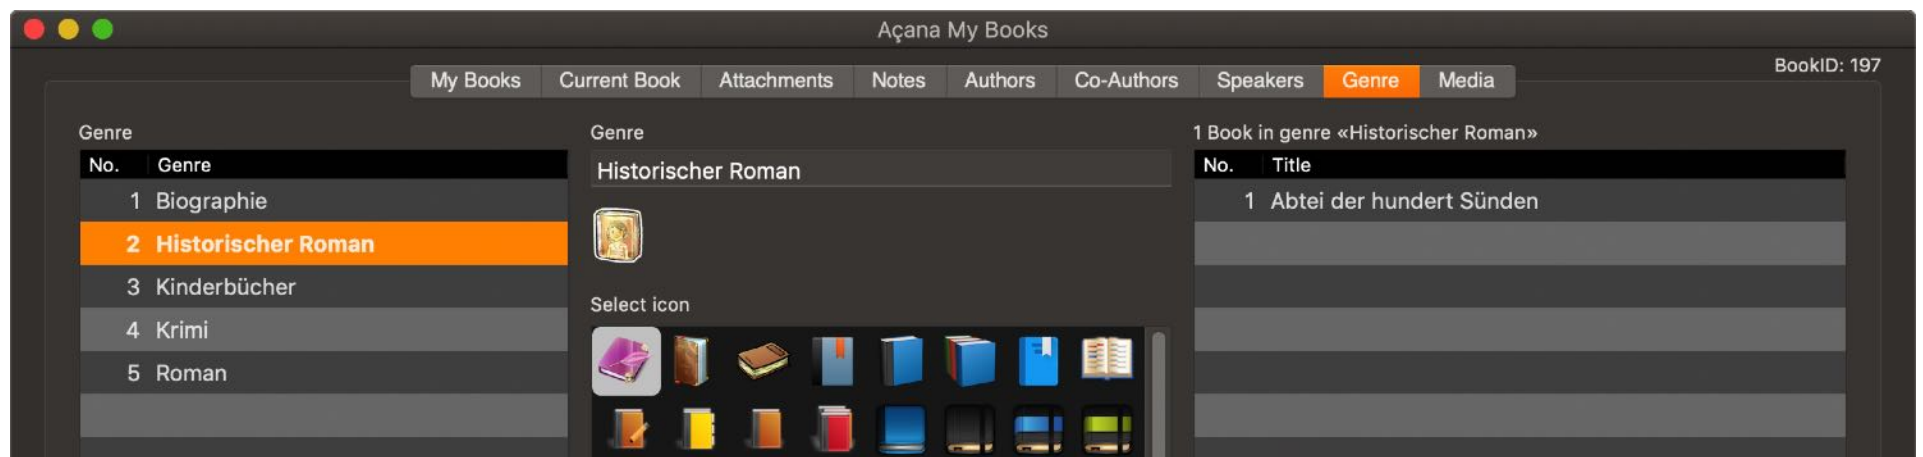 Açana My Books
BookID: 197
My Books Current Book Attachments Notes Authors Co-Authors Speakers Genre Media
Genre
No. Genre
1 Biographie
2 Historischer Roman
3 Kinderbücher
4 Krimi
5 Roman
Genre
Historischer Roman
Select icon
1 Book in genre «Historischer Roman»
No. Title
1 Abtei der hundert Sünden